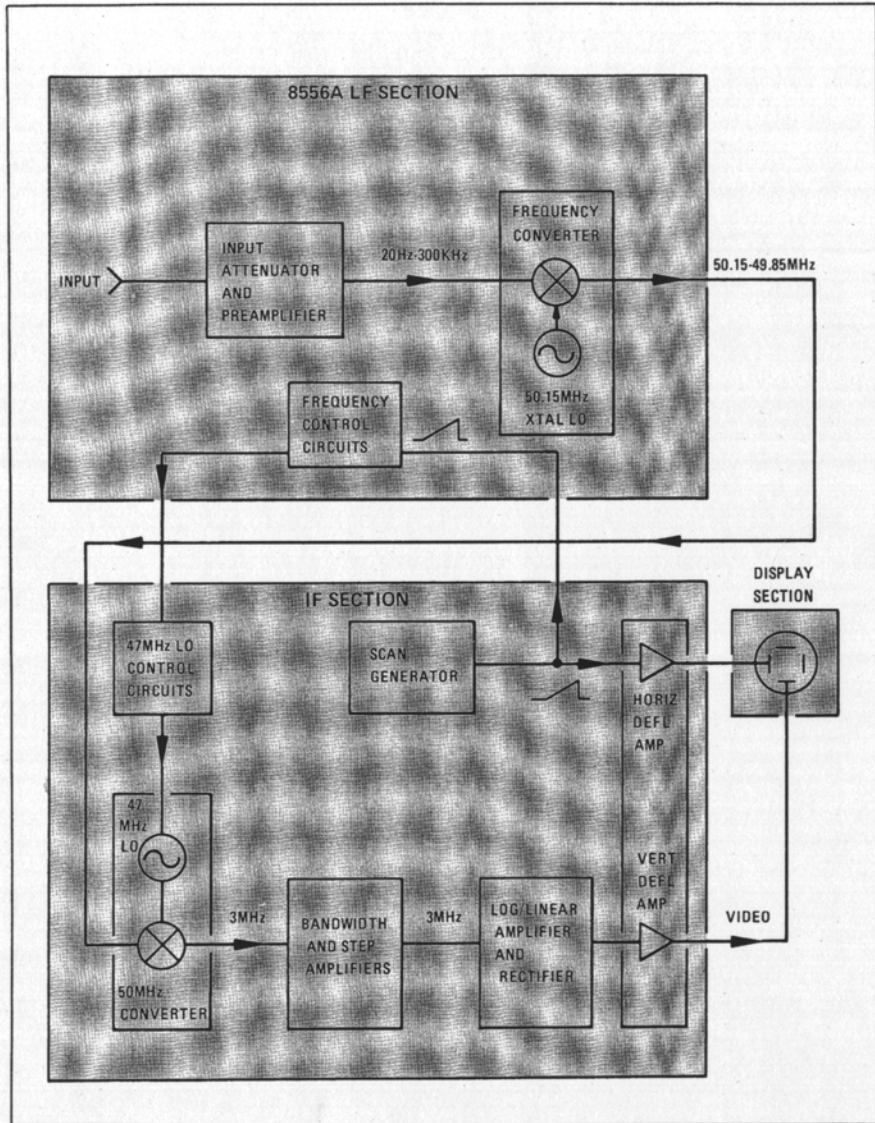 8556A LF SECTION
INPUT
INPUT
ATTENUATOR
AND
PREAMPLIFIER
20Hz-300KHz
FREQUENCY
CONVERTER
50.15MHz
XTAL LO
50.15-49.85MHz
FREQUENCY
CONTROL
CIRCUITS
IF SECTION
DISPLAY
SECTION
47MHz LO
CONTROL
CIRCUITS
SCAN
GENERATOR
HORIZ
DEFL
AMP
47
MHz
LO
3MHz
50MHz
CONVERTER
BANDWIDTH
AND STEP
AMPLIFIERS
3MHz
LOG/LINEAR
AMPLIFIER
AND
RECTIFIER
VERT
DEFL
AMP
VIDEO